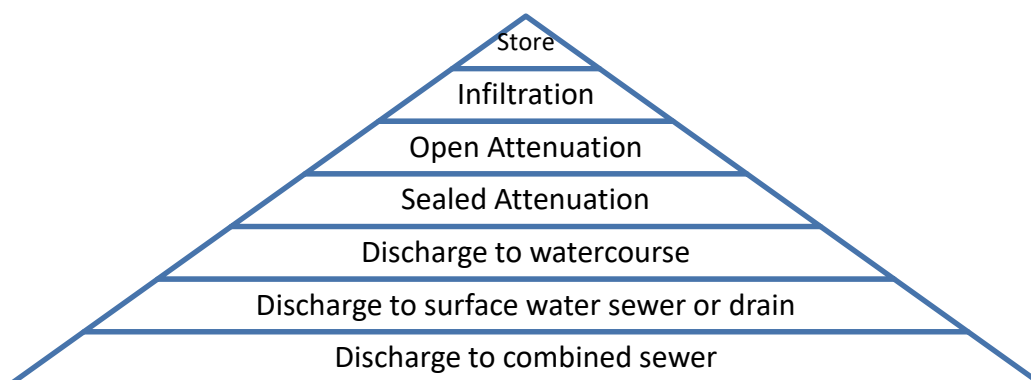 Store
Infiltration
Open Attenuation
Sealed Attenuation
Discharge to watercourse
Discharge to surface water sewer or drain
Discharge to combined sewer